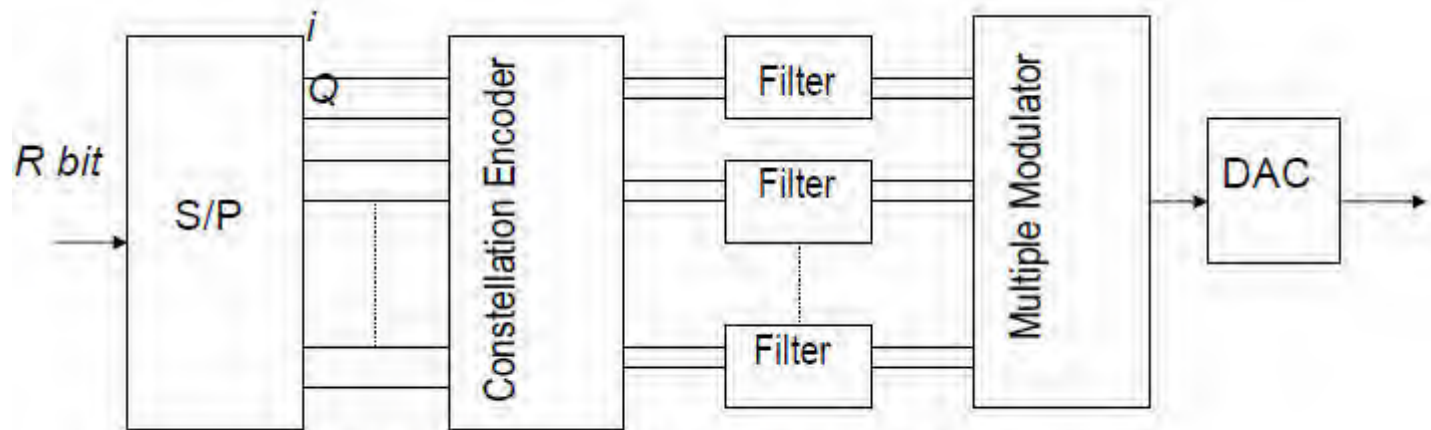 R bit
S/P
i
Q
Constellation Encoder
Filter
Filter
Filter
Multiple Modulator
DAC